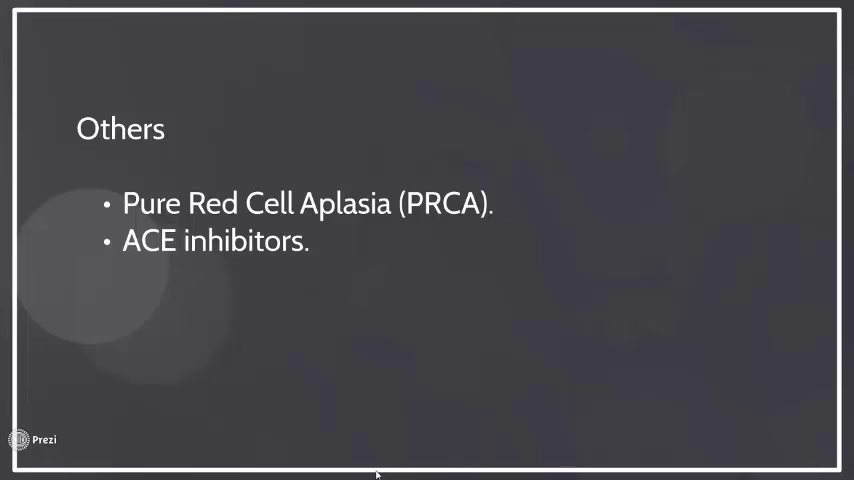 Others
• Pure Red Cell Aplasia (PRCA).
• ACE inhibitors.
Prezi